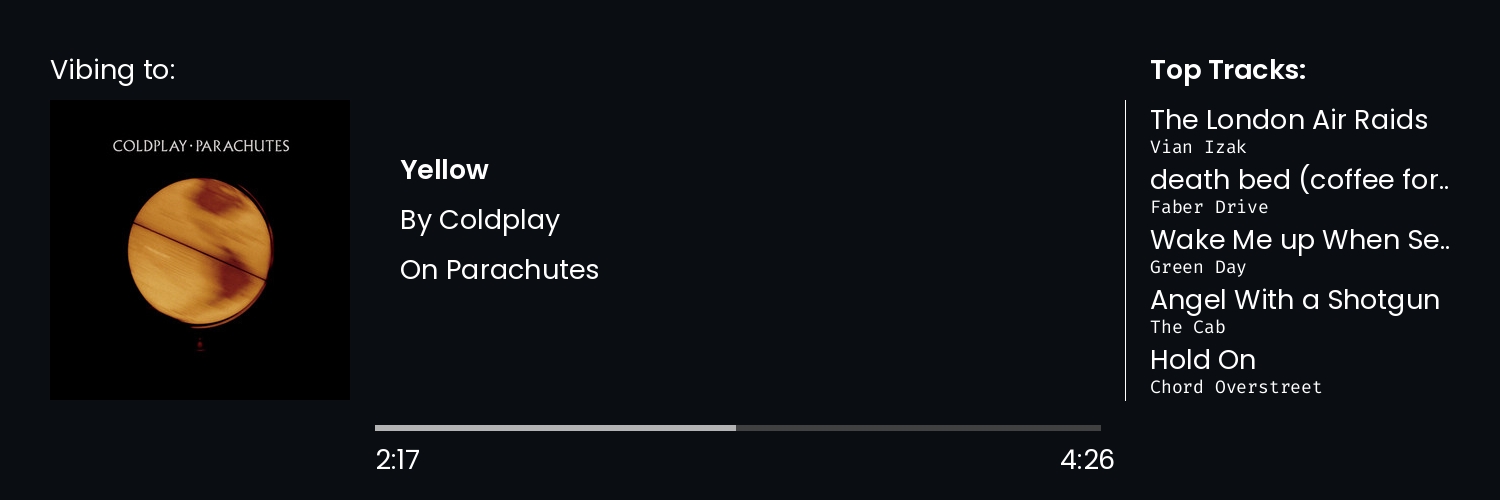 Vibing to:
COLDPLAY·PARACHUTES
Yellow
By Coldplay
On Parachutes
2:17
4:26
Top Tracks:
The London Air Raids
Vian Izak
death bed (coffee for..
Faber Drive
Wake Me up When Se..
Green Day
Angel With a Shotgun
The Cab
Hold On
Chord Overstreet